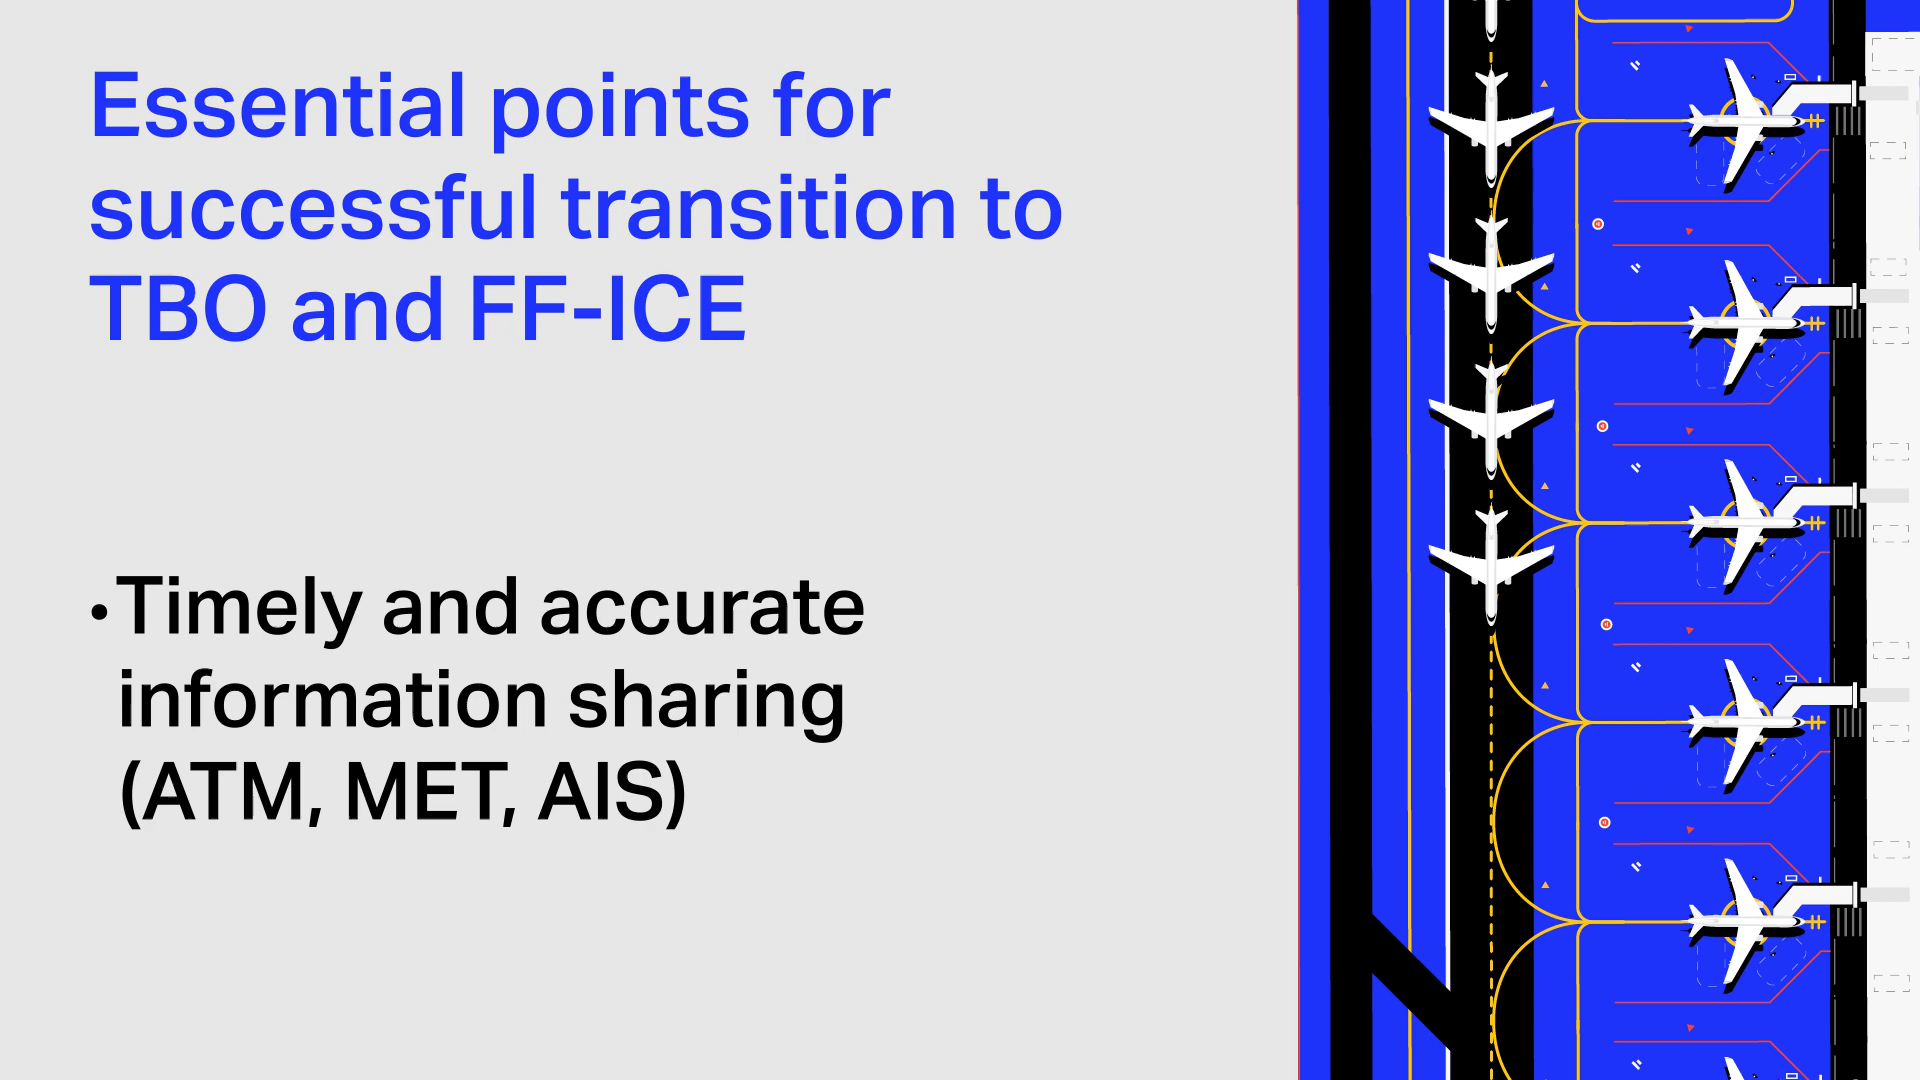 Essential points for
successful transition to
TBO and FF-ICE
•Timely and accurate
information sharing
(ATM, MET, AIS)